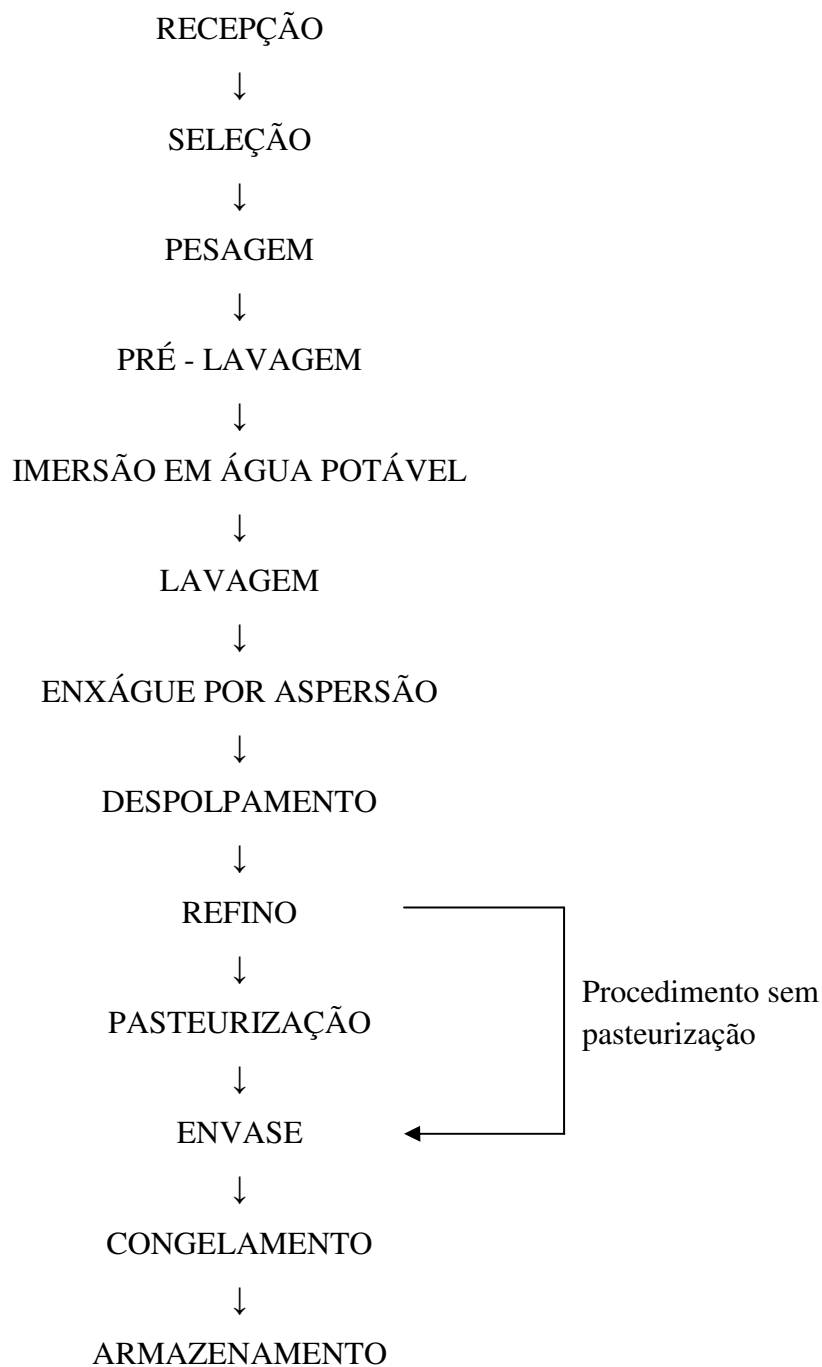 RECEPÇÃO
↓
SELEÇÃO
↓
PESAGEM
↓
PRÉ - LAVAGEM
↓
IMERSÃO EM ÁGUA POTÁVEL
↓
LAVAGEM
↓
ENXÁGUE POR ASPERSÃO
↓
DESPOLPAMENTO
↓
REFINO
↓
PASTEURIZAÇÃO
↓
ENVASE
↓
CONGELAMENTO
↓
ARMAZENAMENTO
Procedimento sem
pasteurização